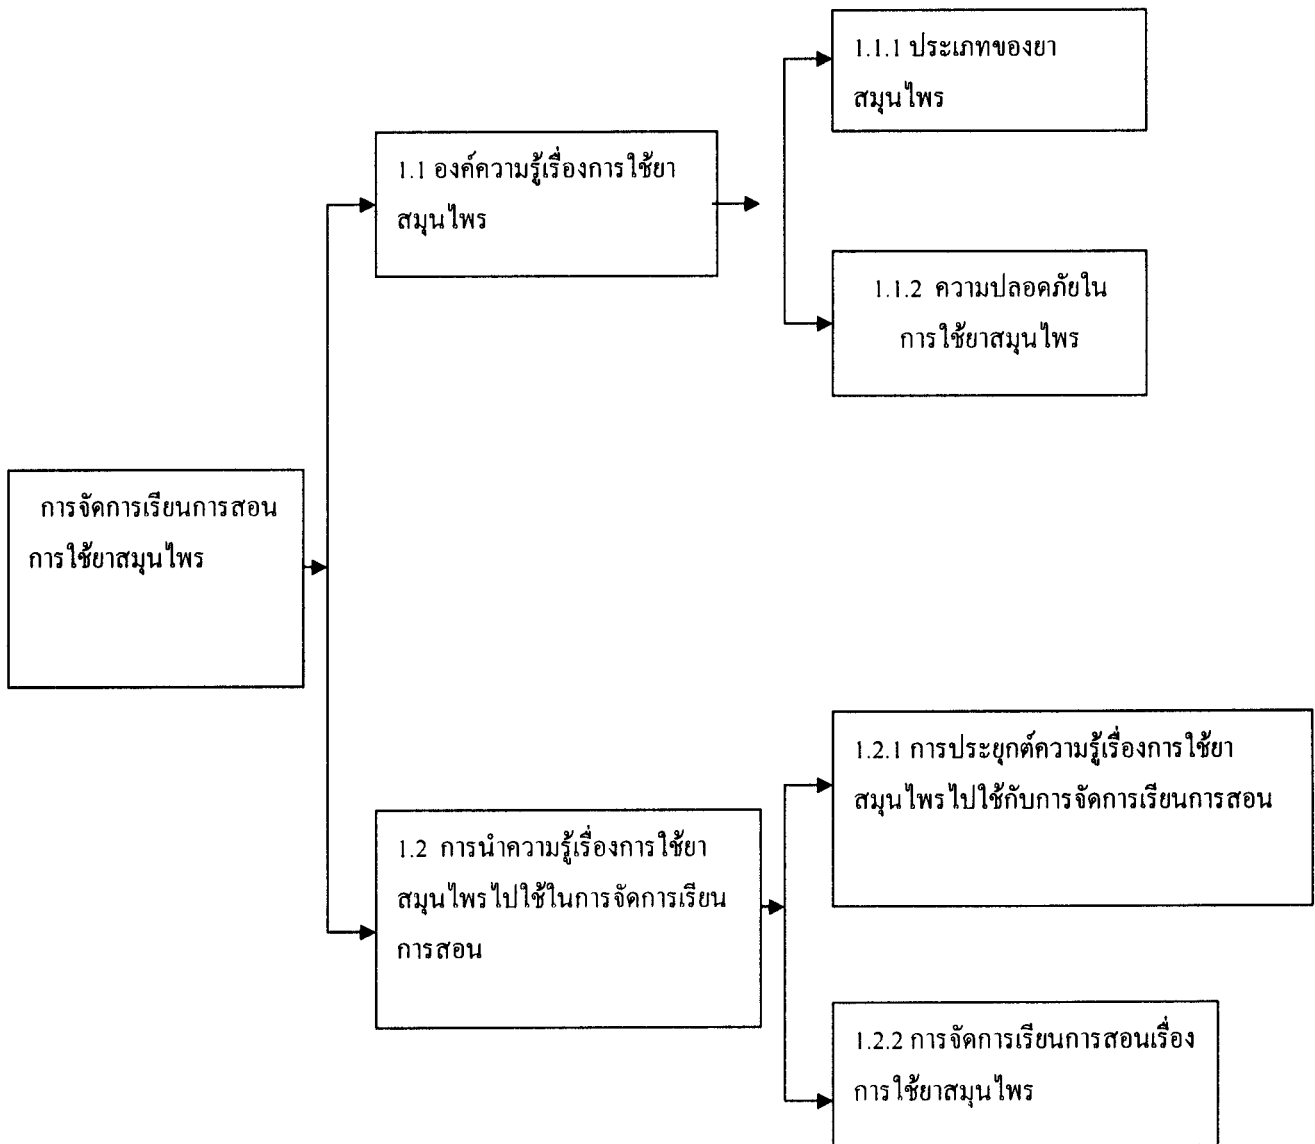 1.1.1 ประเภทของยา
สมุนไพร
1.1 องค์ความรู้เรื่องการใช้ยา
สมุนไพร
1.1.2 ความปลอดภัยใน
การใช้ยาสมุนไพร
การจัดการเรียนการสอน
การใช้ยาสมุนไพร
1.2.1 การประยุกต์ความรู้เรื่องการใช้ยา
สมุนไพรไปใช้กับการจัดการเรียนการสอน
1.2 การนำความรู้เรื่องการใช้ยา
สมุนไพรไปใช้ในการจัดการเรียน
การสอน
1.2.2 การจัดการเรียนการสอนเรื่อง
การใช้ยาสมุนไพร